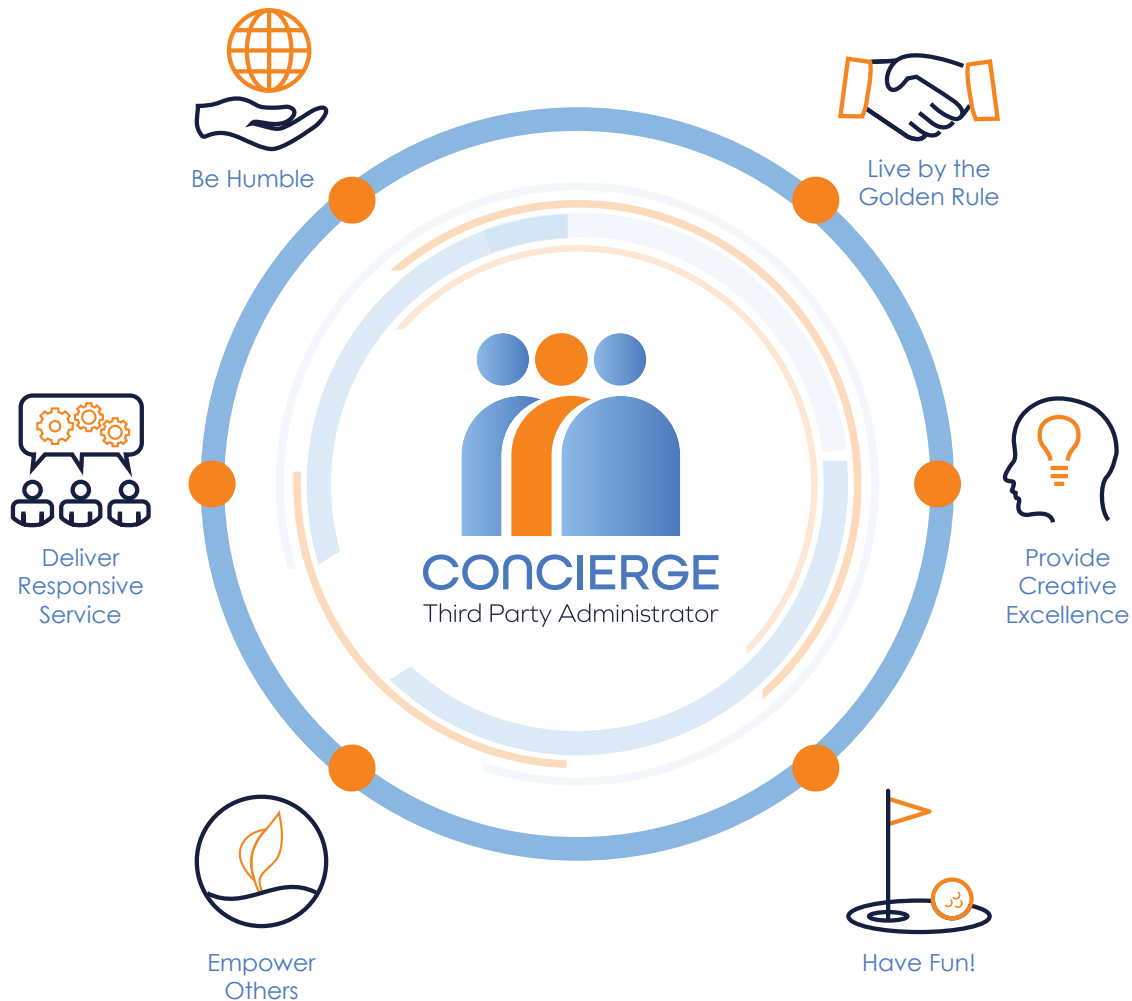 Be Humble
Live by the
Golden Rule
Deliver
Responsive
Service
CONCIERGE
Third Party Administrator
Provide
Creative
Excellence
Empower
Others
Have Fun!